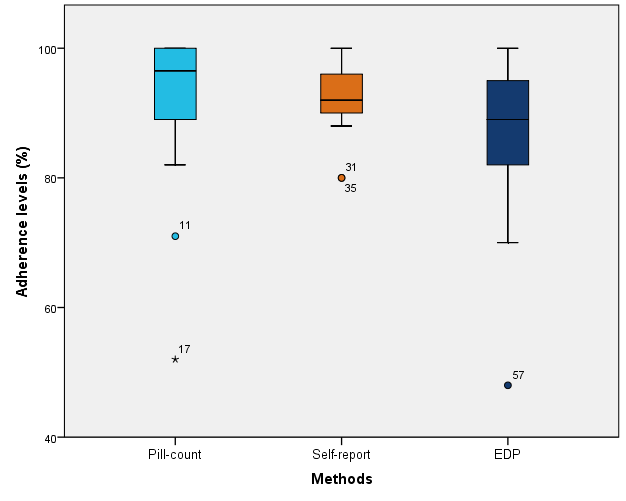 Adherence levels (%)
100
80
60
40
11
17
31
35
57
Pill-count
Self-report
EDP
Methods